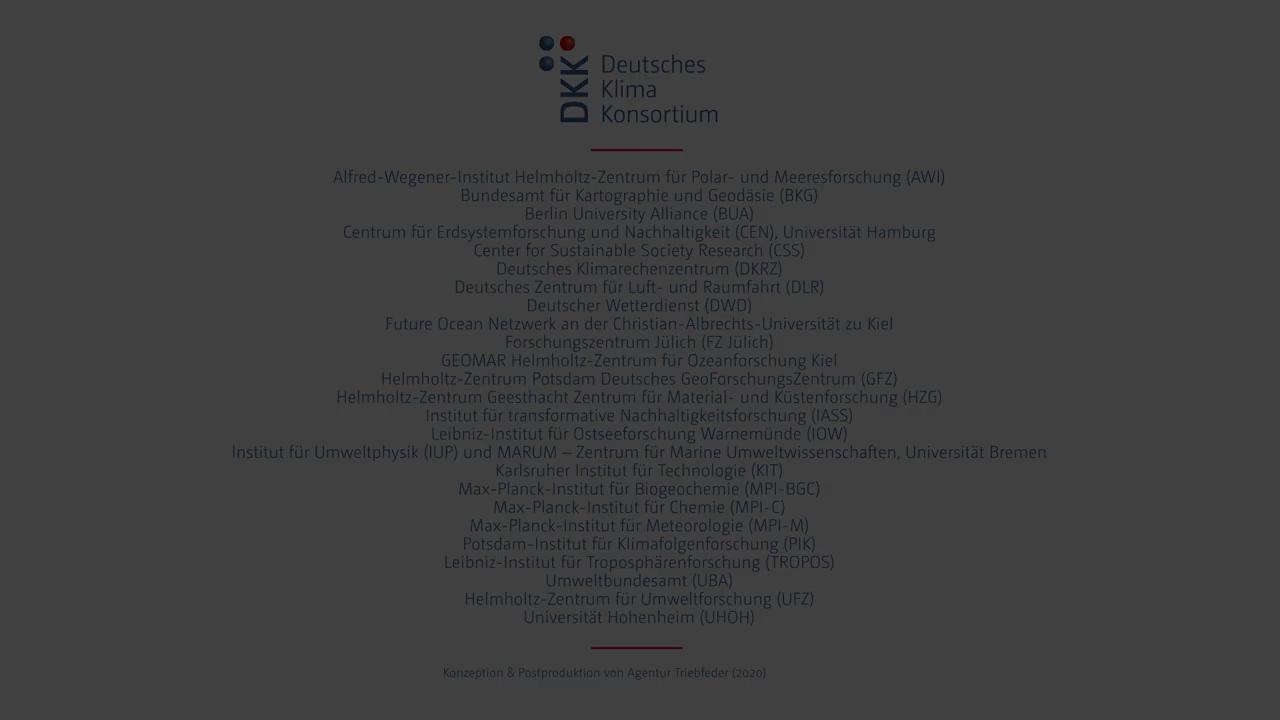 DKK
Deutsches
Klima
Konsortium
Alfred-Wegener-Institut Helmholtz-Zentrum für Polar- und Meeresforschung (AWI)
Bundesamt für Kartographie und Geodäsie (BKG)
Berlin University Alliance (BUA)
Centrum für Erdsystemforschung und Nachhaltigkeit (CEN), Universität Hamburg
Center for Sustainable Society Research (CSS)
Deutsches Klimarechenzentrum (DKRZ)
Deutsches Zentrum für Luft- und Raumfahrt (DLR)
Deutscher Wetterdienst (DWD)
Future Ocean Netzwerk an der Christian-Albrechts-Universität zu Kiel
Forschungszentrum Jülich (FZ Jülich)
GEOMAR Helmholtz-Zentrum für Ozeanforschung Kiel
Helmholtz-Zentrum Potsdam Deutsches GeoForschungsZentrum (GFZ)
Helmholtz-Zentrum Geesthacht Zentrum für Material- und Küstenforschung (HZG)
Institut für transformative Nachhaltigkeitsforschung (IASS)
Leibniz-Institut für Ostseeforschung Warnemünde (IOW)
Institut für Umweltphysik (IUP) und MARUM – Zentrum für Marine Umweltwissenschaften, Universität Bremen
Karlsruher Institut für Technologie (KIT)
Max-Planck-Institut für Biogeochemie (MPI-BGC)
Max-Planck-Institut für Chemie (MPI-C)
Max-Planck-Institut für Meteorologie (MPI-M)
Potsdam-Institut für Klimafolgenforschung (PIK)
Leibniz-Institut für Troposphärenforschung (TROPOS)
Umweltbundesamt (UBA)
Helmholtz-Zentrum für Umweltforschung (UFZ)
Universität Hohenheim (UHOH)
Konzeption & Postproduktion von Agentur Triebfeder (2020)